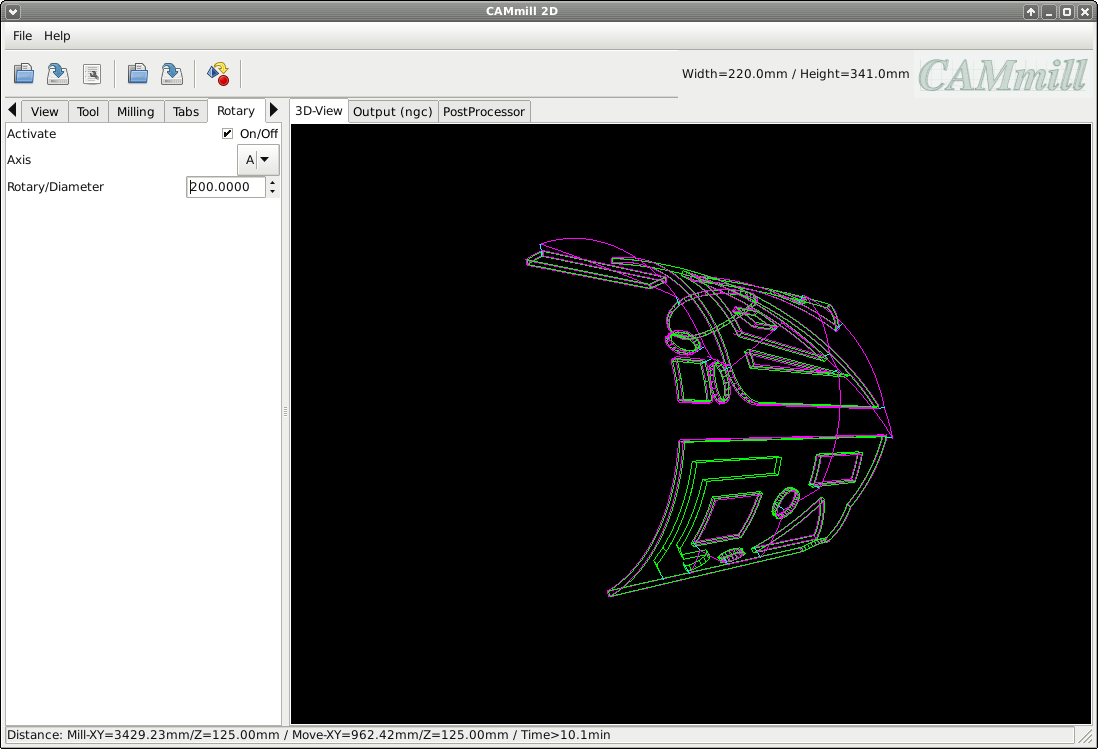 CAMmill 2D
File Help
Width=220.0mm / Height=341.0mm
CAMmill
View Tool Milling Tabs Rotary 3D-View Output (ngc) PostProcessor
Activate On/Off
Axis A
Rotary/Diameter 200.0000
Distance: Mill-XY=3429.23mm/Z=125.00mm / Move-XY=962.42mm/Z=125.00mm / Time>10.1min